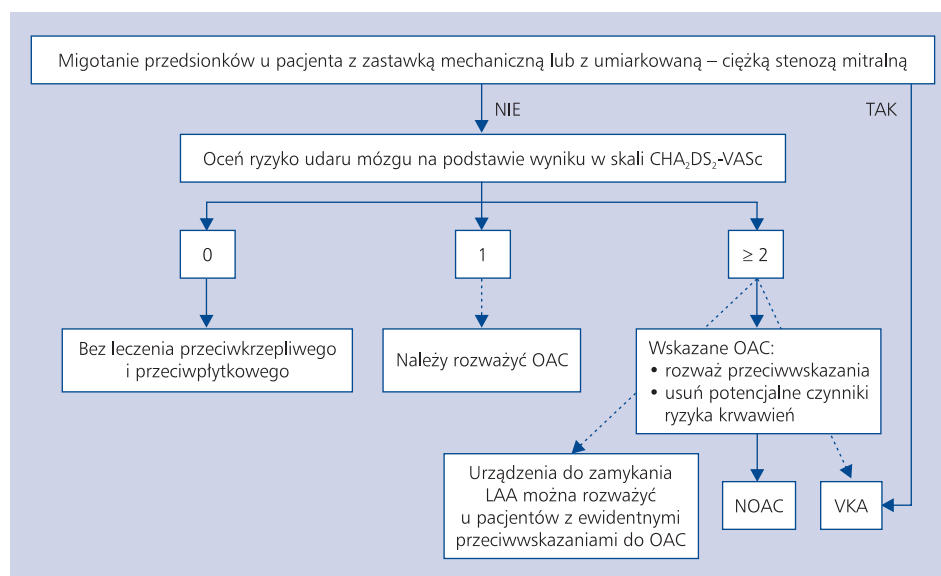 Migotanie przedsionków u pacjenta z zastawką mechaniczną lub z umiarkowaną – ciężką stenozą mitralną
NIE
TAK
Oceń ryzyko udaru mózgu na podstawie wyniku w skali CHA₂DS₂-VASc
0
1
≥ 2
Bez leczenia przeciwkrzepliwego
i przeciwpłytkowego
Należy rozważyć OAC
Wskazane OAC:
• rozważ przeciwwskazania
• usuń potencjalne czynniki
ryzyka krwawień
Urządzenia do zamykania
LAA można rozważyć
u pacjentów z ewidentnymi
przeciwwskazaniami do OAC
NOAC
VKA